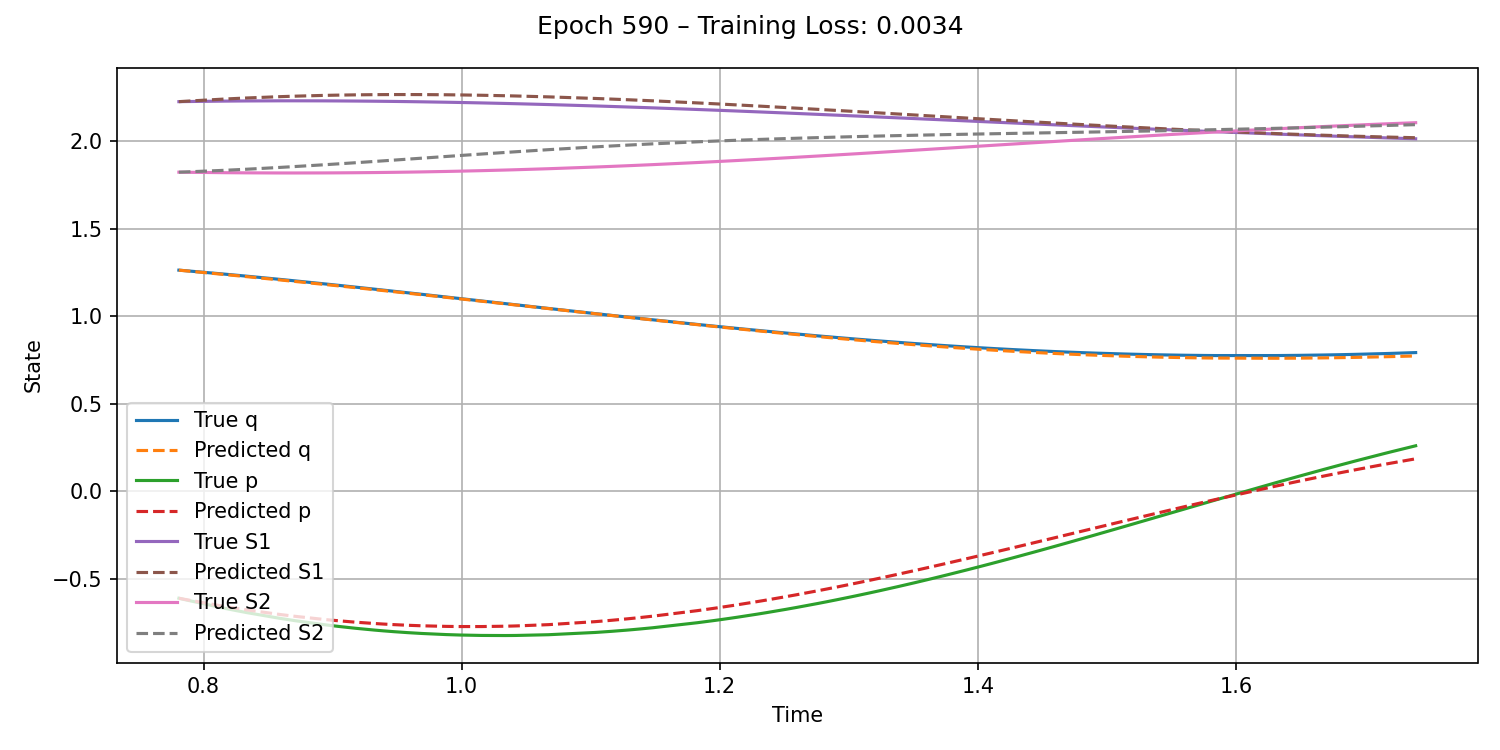 Epoch 590 – Training Loss: 0.0034
State
2.0
1.5
1.0
0.5
0.0
−0.5
True q
Predicted q
True p
Predicted p
True S1
Predicted S1
True S2
Predicted S2
0.8
1.0
1.2
1.4
1.6
Time